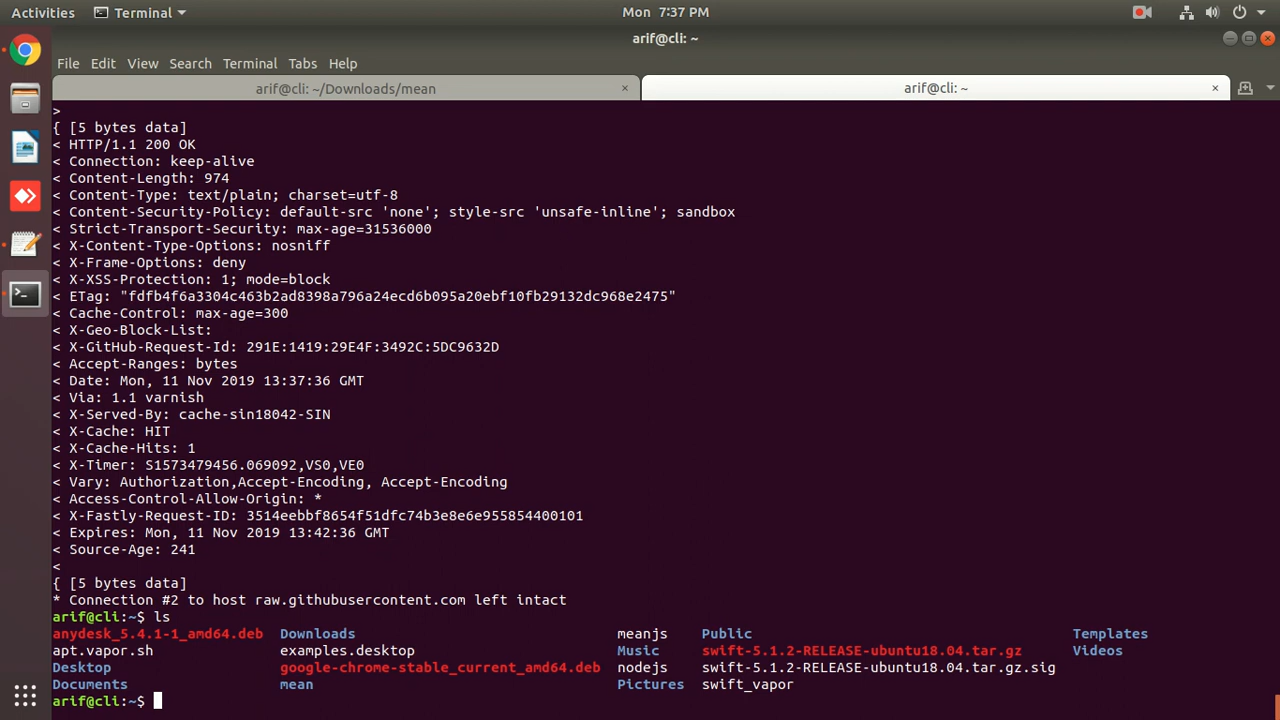 Activities Terminal Mon 7:37 PM
arif@cli: ~
File Edit View Search Terminal Tabs Help
arif@cli: ~/Downloads/mean × arif@cli: ~ ×
>
{ [5 bytes data]
< HTTP/1.1 200 OK
< Connection: keep-alive
< Content-Length: 974
< Content-Type: text/plain; charset=utf-8
< Content-Security-Policy: default-src 'none'; style-src 'unsafe-inline'; sandbox
< Strict-Transport-Security: max-age=31536000
< X-Content-Type-Options: nosniff
< X-Frame-Options: deny
< X-XSS-Protection: 1; mode=block
< ETag: "fdfb4f6a3304c463b2ad8398a796a24ecd6b095a20ebf10fb29132dc968e2475"
< Cache-Control: max-age=300
< X-Geo-Block-List:
< X-GitHub-Request-Id: 291E:1419:29E4F:3492C:5DC9632D
< Accept-Ranges: bytes
< Date: Mon, 11 Nov 2019 13:37:36 GMT
< Via: 1.1 varnish
< X-Served-By: cache-sin18042-SIN
< X-Cache: HIT
< X-Cache-Hits: 1
< X-Timer: S1573479456.069092,VS0,VE0
< Vary: Authorization,Accept-Encoding, Accept-Encoding
< Access-Control-Allow-Origin: *
< X-Fastly-Request-ID: 3514eebbf8654f51dfc74b3e8e6e955854400101
< Expires: Mon, 11 Nov 2019 13:42:36 GMT
< Source-Age: 241
<
{ [5 bytes data]
* Connection #2 to host raw.githubusercontent.com left intact
arif@cli:~$ ls
anydesk_5.4.1-1_amd64.deb Downloads meanjs Public Templates
apt.vapor.sh examples.desktop Music swift-5.1.2-RELEASE-ubuntu18.04.tar.gz Videos
Desktop google-chrome-stable_current_amd64.deb nodejs swift-5.1.2-RELEASE-ubuntu18.04.tar.gz.sig
Documents mean Pictures swift_vapor
arif@cli:~$